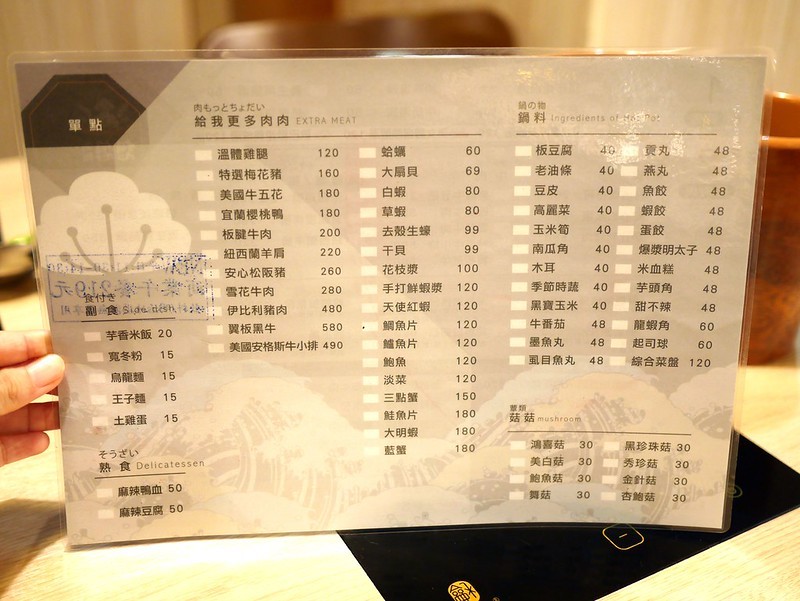 單點
肉もっとちょだい
給我更多肉肉 EXTRA MEAT
溫體雞腿 120
特選梅花豬 160
美國牛五花 180
宜蘭櫻桃鴨 180
板腱牛肉 200
紐西蘭羊肩 220
安心松阪豬 260
雪花牛肉 280
伊比利豬肉 480
翼板黑牛 580
美國安格斯牛小排 490
蛤蠣 60
大扇貝 69
白蝦 80
草蝦 80
去殼生蠔 99
干貝 99
花枝漿 100
手打鮮蝦漿 120
天使紅蝦 120
鯛魚片 120
鱸魚片 120
鮑魚 120
淡菜 120
三點蟹 150
鮭魚片 180
大明蝦 180
藍蟹 180
鍋の物
鍋料 Ingredients of Hot Pot
板豆腐 40
老油條 40
豆皮 40
高麗菜 40
玉米筍 40
南瓜角 40
木耳 40
季節時蔬 40
黑寶玉米 40
牛番茄 48
墨魚丸 48
虱目魚丸 48
貢丸 48
燕丸 48
魚餃 48
蝦餃 48
蛋餃 48
爆漿明太子 48
米血糕 48
芋頭角 48
甜不辣 48
龍蝦角 60
起司球 60
綜合菜盤 120
蕈類
菇菇 mushroom
鴻喜菇 30
美白菇 30
鮑魚菇 30
舞菇 30
黑珍珠菇 30
秀珍菇 30
金針菇 30
杏鮑菇 30
食付き
副食
芋香米飯 20
寬冬粉 15
烏龍麵 15
王子麵 15
土雞蛋 15
そうざい
熟食 Delicatessen
麻辣鴨血 50
麻辣豆腐 50